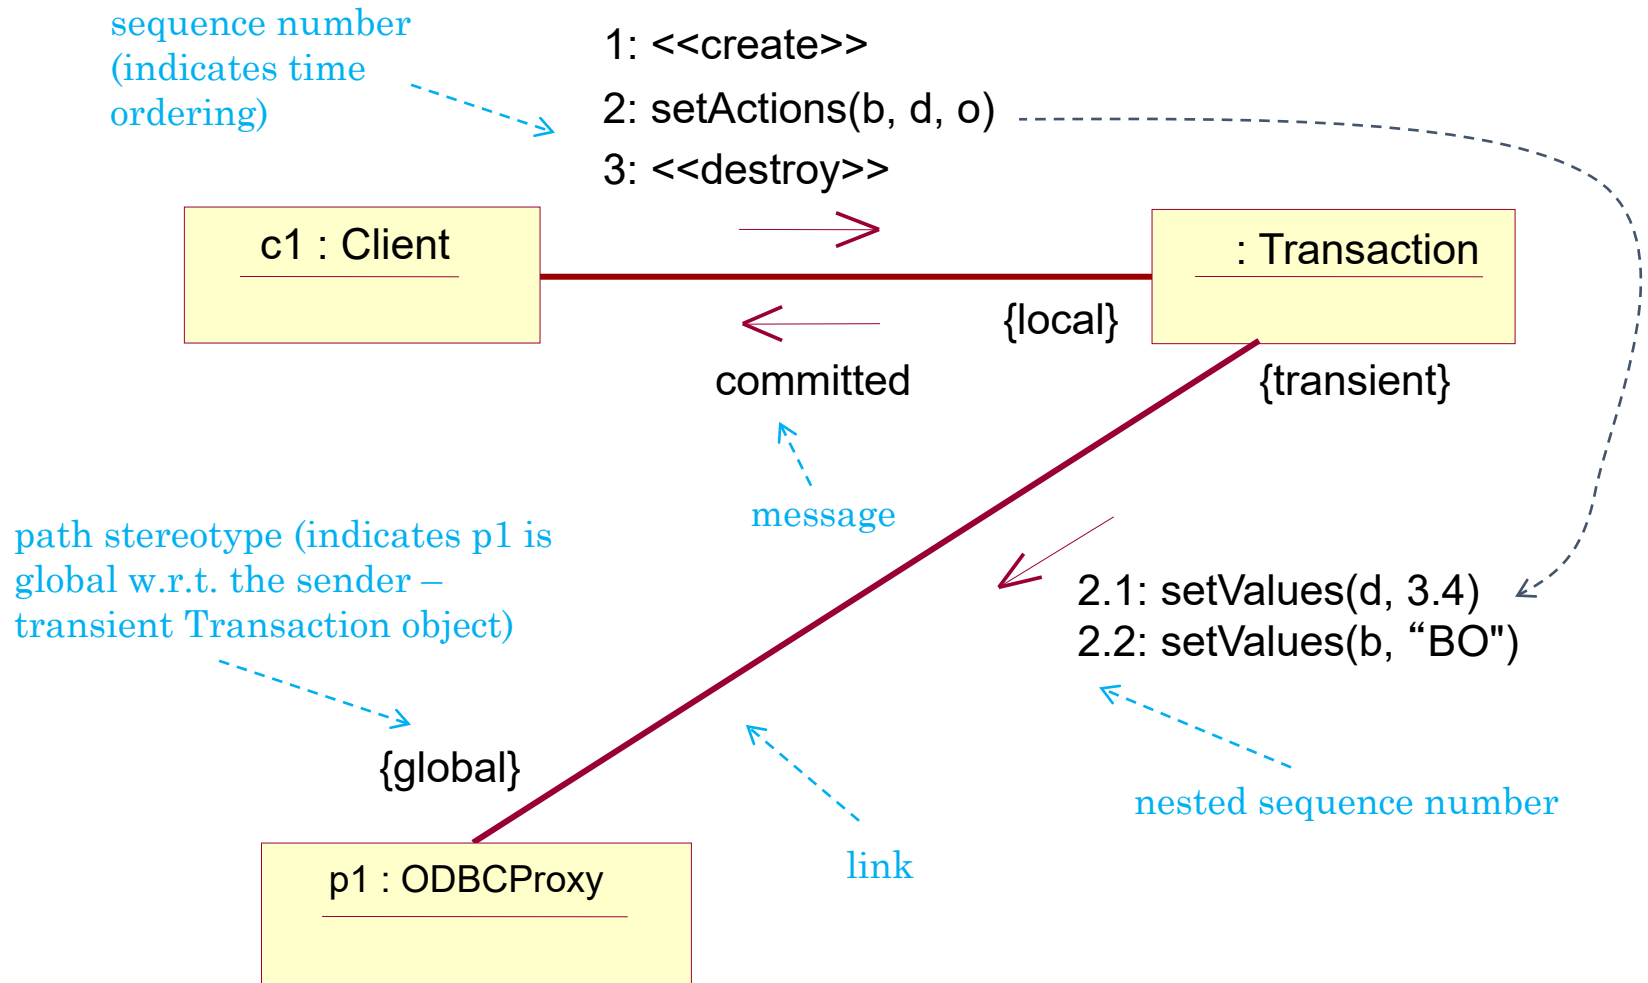 sequence number
(indicates time
ordering)
1: <<create>>
2: setActions(b, d, o)
3: <<destroy>>
c1 : Client
: Transaction
{local}
committed
{transient}
message
path stereotype (indicates p1 is
global w.r.t. the sender –
transient Transaction object)
2.1: setValues(d, 3.4)
2.2: setValues(b, “BO")
{global}
nested sequence number
link
p1 : ODBCProxy